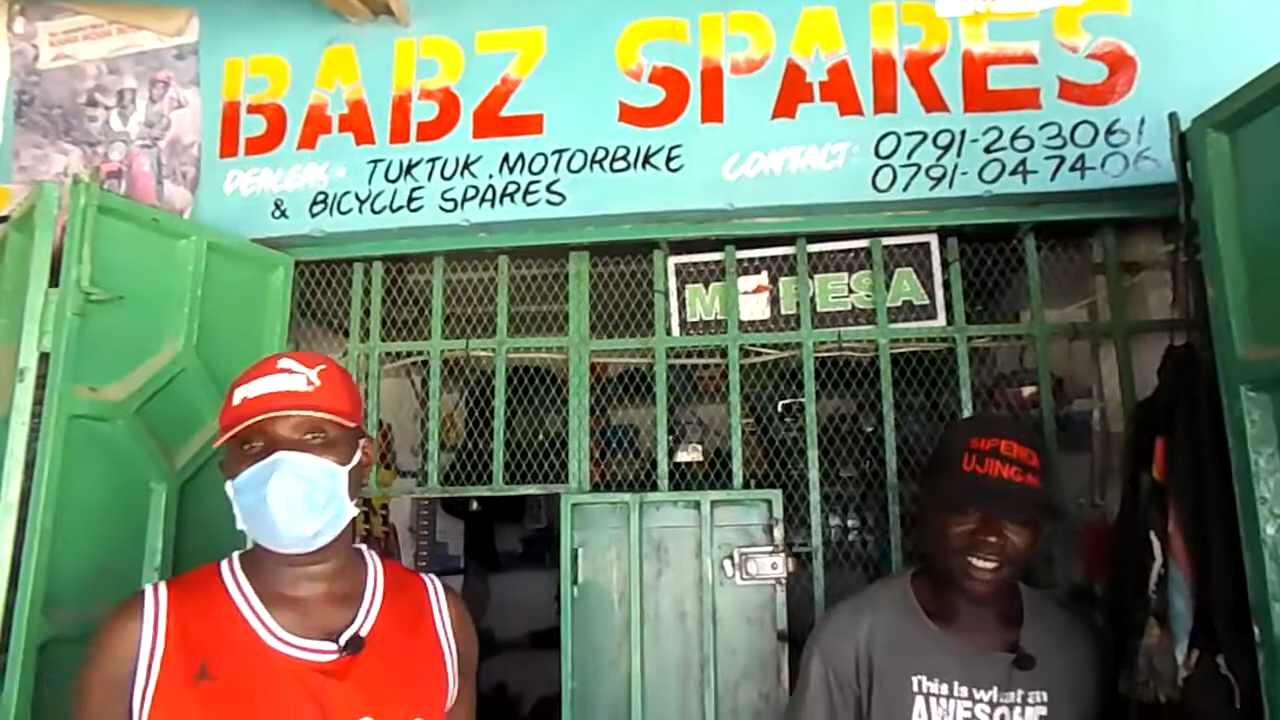 BABZ SPARES
DEALERS:- TUKTUK, MOTORBIKE
& BICYCLE SPARES
CONTACT: 0791-263061
0791-047406
M PESA
PUMA
SIPENDI
UJINGA
This is what an
AWESOME